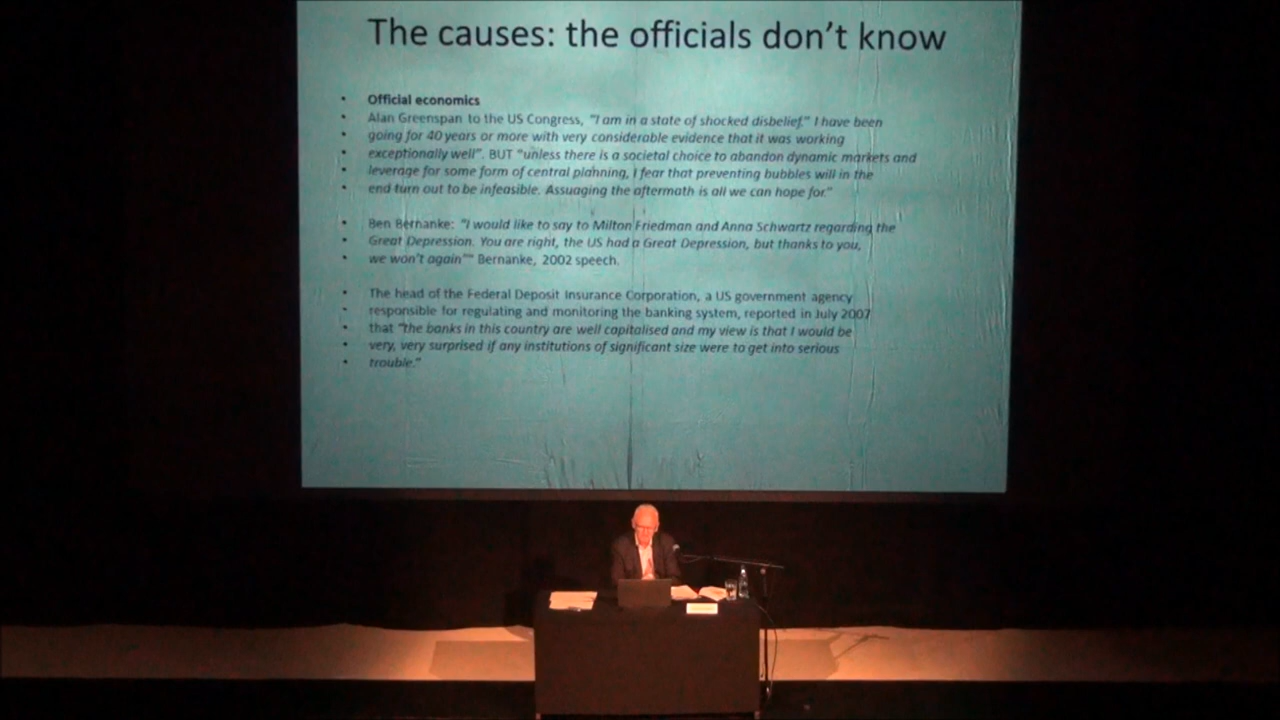 The causes: the officials don't know
• Official economics
• Alan Greenspan to the US Congress, "I am in a state of shocked disbelief." I have been
• going for 40 years or more with very considerable evidence that it was working
• exceptionally well". BUT "unless there is a societal choice to abandon dynamic markets and
• leverage for some form of central planning, I fear that preventing bubbles will in the
• end turn out to be infeasible. Assuaging the aftermath is all we can hope for."
• Ben Bernanke: "I would like to say to Milton Friedman and Anna Schwartz regarding the
• Great Depression. You are right, the US had a Great Depression, but thanks to you,
• we won't again"" Bernanke, 2002 speech.
• The head of the Federal Deposit Insurance Corporation, a US government agency
• responsible for regulating and monitoring the banking system, reported in July 2007
• that "the banks in this country are well capitalised and my view is that I would be
• very, very surprised if any institutions of significant size were to get into serious
• trouble."